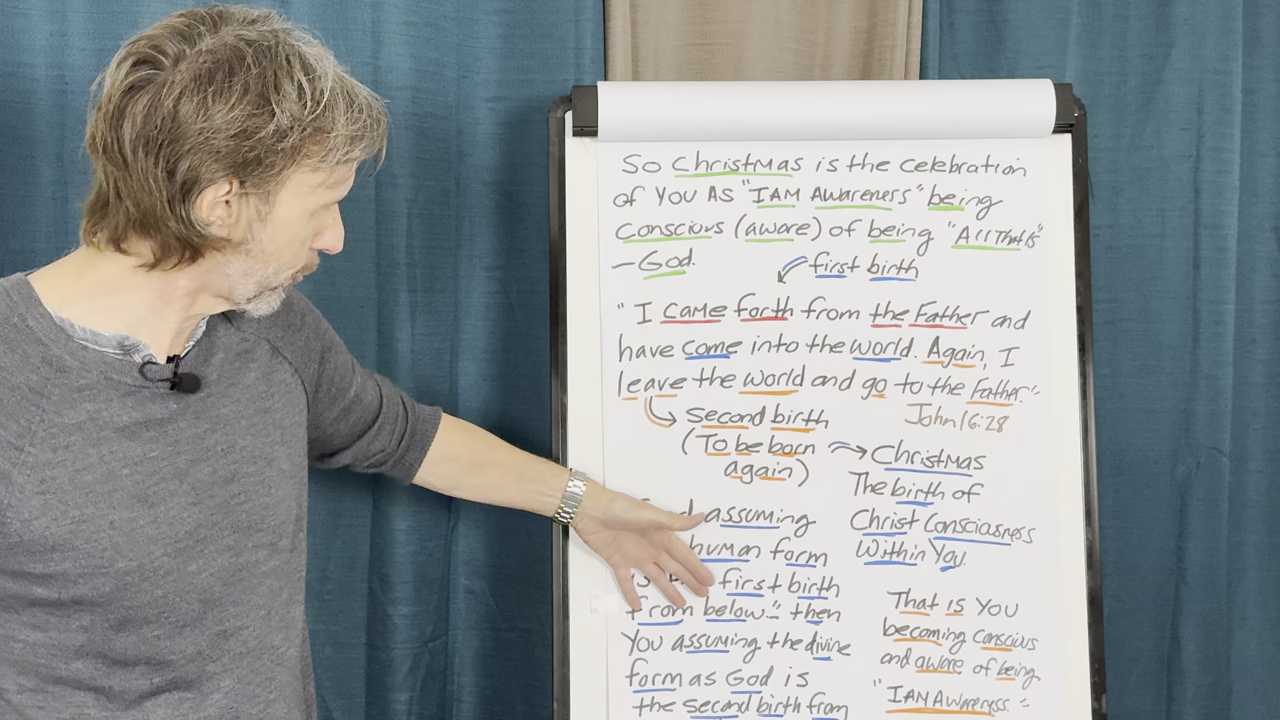 So Christmas is the celebration
of You As "I AM Awareness" being
Conscious (aware) of being "All That Is"
– God.
first birth
"I came forth from the Father and
have come into the world. Again, I
leave the world and go to the Father."
John 16:28
second birth
(To be born
again)
Christmas
The birth of
Christ Consciasness
Within You.
assuming
human form
first birth
from below." then
You assuming the divine
form as God is
the second birth from
That is You
becoming conscious
and aware of being
"I AM Awareness."